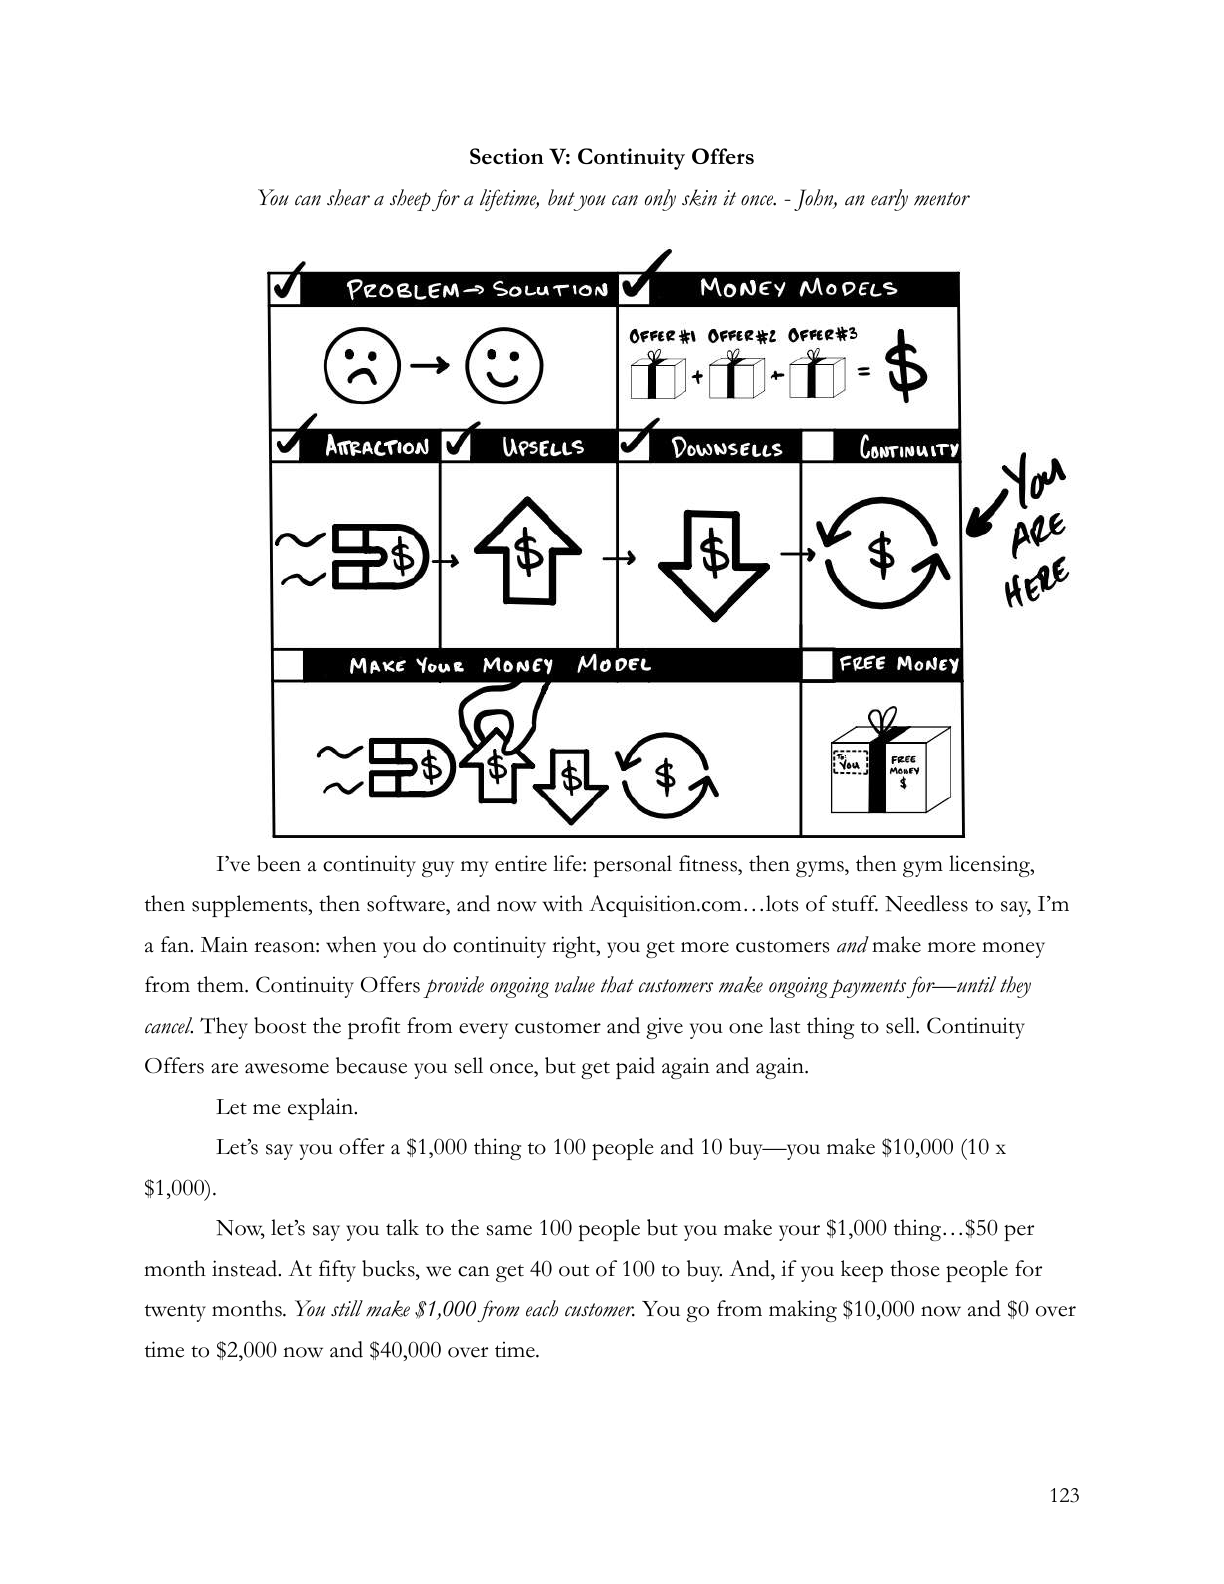 Section V: Continuity Offers
You can shear a sheep for a lifetime, but you can only skin it once. - John, an early mentor
PROBLEM→SOLUTION
MONEY MODELS
OFFER #1 OFFER #2 OFFER #3
+ + = $
ATTRACTION
UPSELLS
DOWNSELLS
CONTINUITY
$
$
$
$
YOU
ARE
HERE
MAKE YOUR MONEY MODEL
FREE MONEY
$
$
$
$
TO:
YOU
FREE
MONEY
$
I’ve been a continuity guy my entire life: personal fitness, then gyms, then gym licensing,
then supplements, then software, and now with Acquisition.com…lots of stuff. Needless to say, I’m
a fan. Main reason: when you do continuity right, you get more customers and make more money
from them. Continuity Offers provide ongoing value that customers make ongoing payments for—until they
cancel. They boost the profit from every customer and give you one last thing to sell. Continuity
Offers are awesome because you sell once, but get paid again and again.
Let me explain.
Let’s say you offer a $1,000 thing to 100 people and 10 buy—you make $10,000 (10 x
$1,000).
Now, let’s say you talk to the same 100 people but you make your $1,000 thing…$50 per
month instead. At fifty bucks, we can get 40 out of 100 to buy. And, if you keep those people for
twenty months. You still make $1,000 from each customer. You go from making $10,000 now and $0 over
time to $2,000 now and $40,000 over time.
123